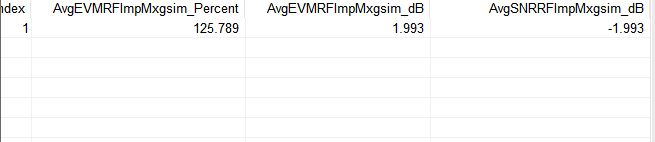 ndex AvgEVMRFImpMxgsim_Percent AvgEVMRFImpMxgsim_dB AvgSNRRFImpMxgsim_dB
1 125.789 1.993 -1.993